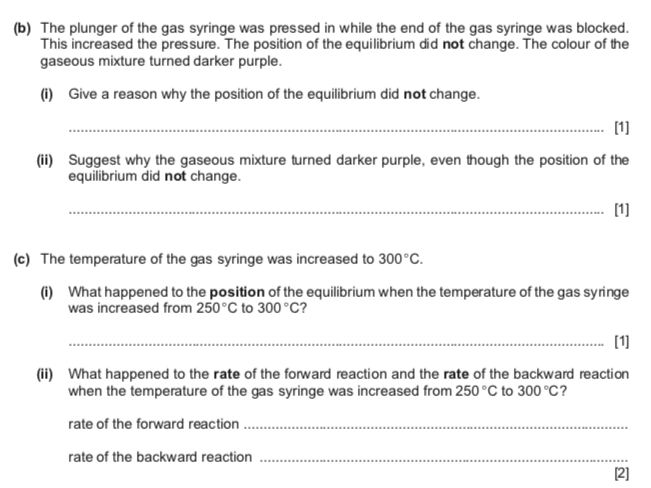 (b) The plunger of the gas syringe was pressed in while the end of the gas syringe was blocked.
This increased the pressure. The position of the equilibrium did not change. The colour of the
gaseous mixture turned darker purple.
(i) Give a reason why the position of the equilibrium did not change.
[1]
(ii) Suggest why the gaseous mixture turned darker purple, even though the position of the
equilibrium did not change.
[1]
(c) The temperature of the gas syringe was increased to 300 °C.
(i) What happened to the position of the equilibrium when the temperature of the gas syringe
was increased from 250 °C to 300 °C?
[1]
(ii) What happened to the rate of the forward reaction and the rate of the backward reaction
when the temperature of the gas syringe was increased from 250 °C to 300 °C?
rate of the forward reaction
rate of the backward reaction
[2]